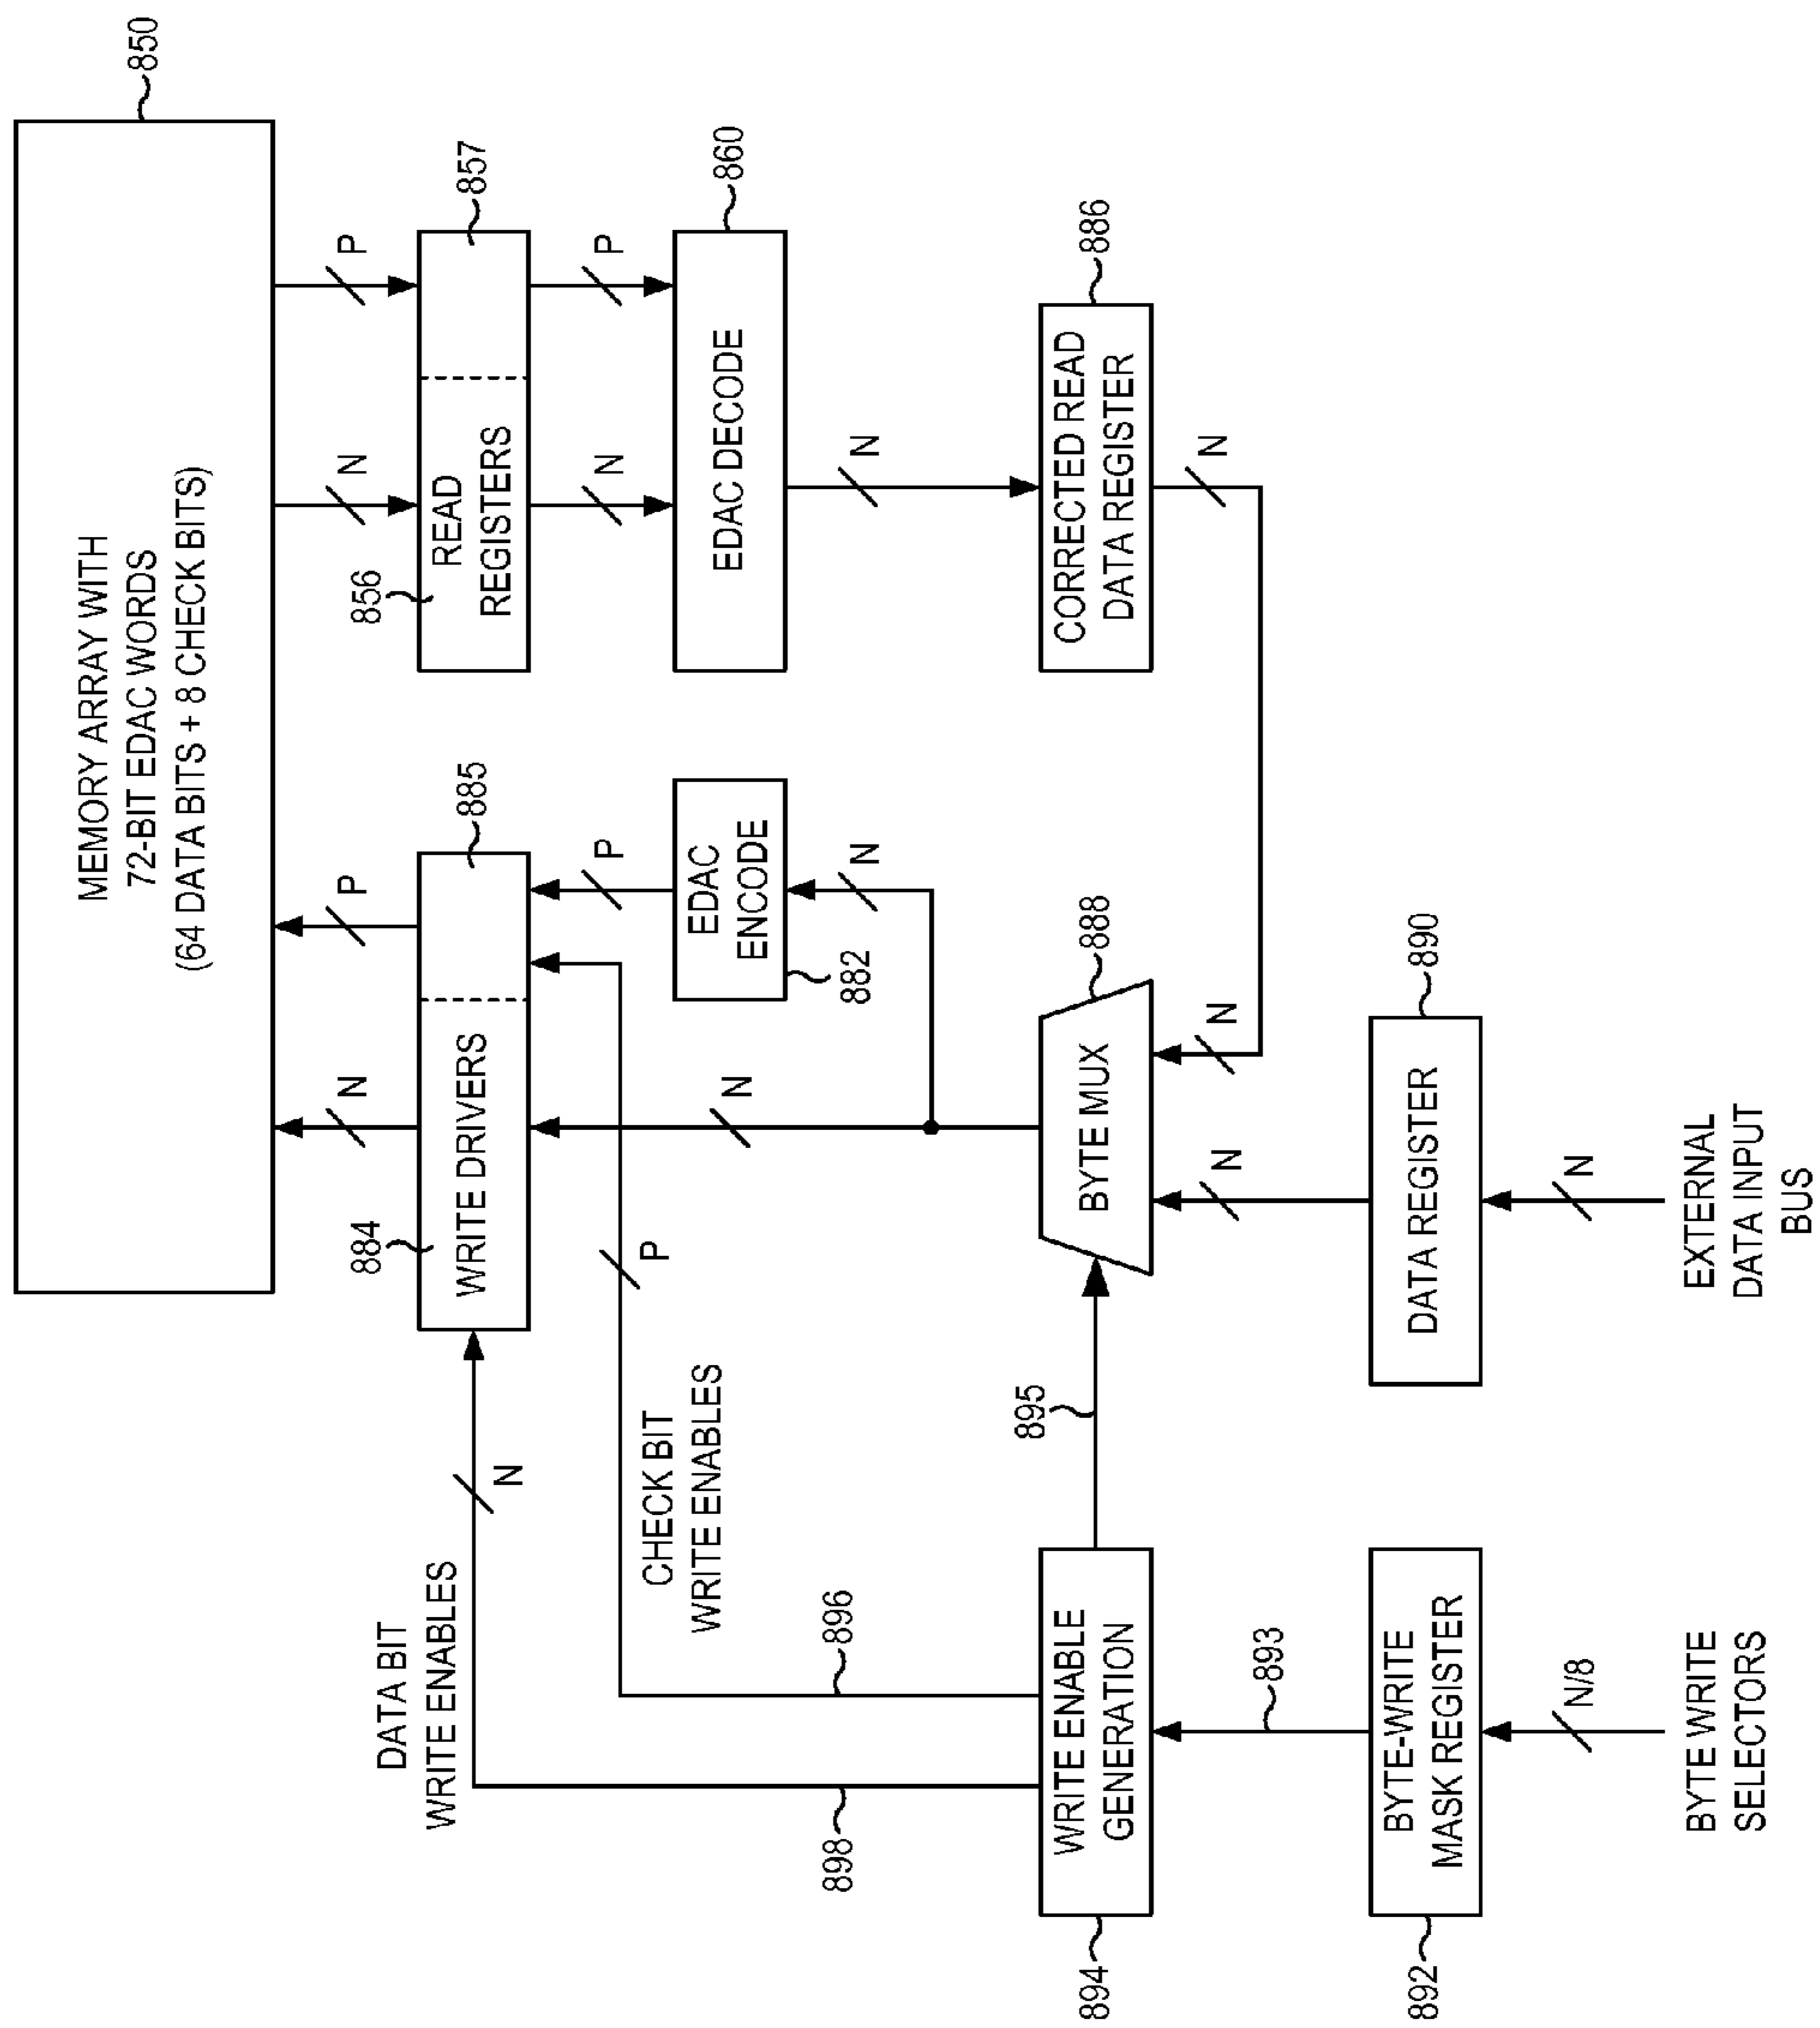 MEMORY ARRAY WITH
72-BIT EDAC WORDS
(64 DATA BITS + 8 CHECK BITS)
850
N
P
N
P
884
WRITE DRIVERS
885
856
READ
REGISTERS
857
DATA BIT
WRITE ENABLES
N
P
N
P
P
CHECK BIT
WRITE ENABLES
N
EDAC
ENCODE
882
EDAC DECODE
860
898
896
N
N
894
WRITE ENABLE
GENERATION
895
BYTE MUX
888
CORRECTED READ
DATA REGISTER
886
893
N
N
N
892
BYTE-WRITE
MASK REGISTER
DATA REGISTER
890
N/8
N
BYTE WRITE
SELECTORS
EXTERNAL
DATA INPUT
BUS